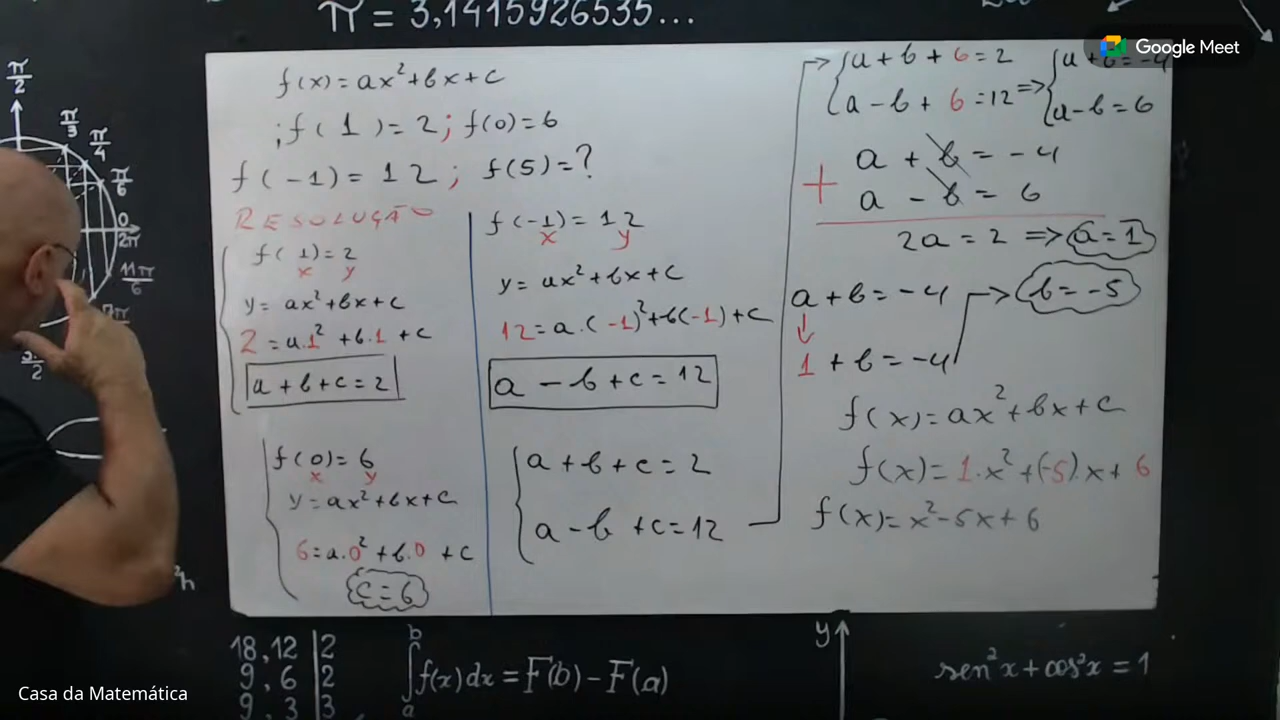 π = 3,1415926535...
Google Meet
f(x) = ax²+bx+c
;f( 1 ) = 2; f(0) = 6
f(-1) = 12 ; f(5) = ?
RESOLUÇÃO
f( 1) = 2
x y
y = ax²+bx+c
2 = a.1² + b.1 + c
a + b + c = 2
f(0) = 6
x y
y = ax²+bx+c
6 = a.0² + b.0 + c
c = 6
f(-1) = 12
x y
y = ax²+bx+c
12 = a.(-1)²+b(-1)+c
a - b + c = 12
a + b + c = 2
a - b + c = 12
a + b + 6 = 2
a - b + 6 = 12 => a - b = 6
a + b = -4
+
a - b = 6
2a = 2 => a = 1
a + b = -4 → b = -5
1 + b = -4
f(x) = ax²+bx+c
f(x) = 1.x² + (-5)x + 6
f(x) = x² - 5x + 6
π/2
π/3
π/4
π/6
0
2π
11π/6
18,12 | 2
9, 6 | 2
9, 3 | 3
b
∫f(x)dx = F(b) - F(a)
a
y
sen²x + cos²x = 1
Casa da Matemática